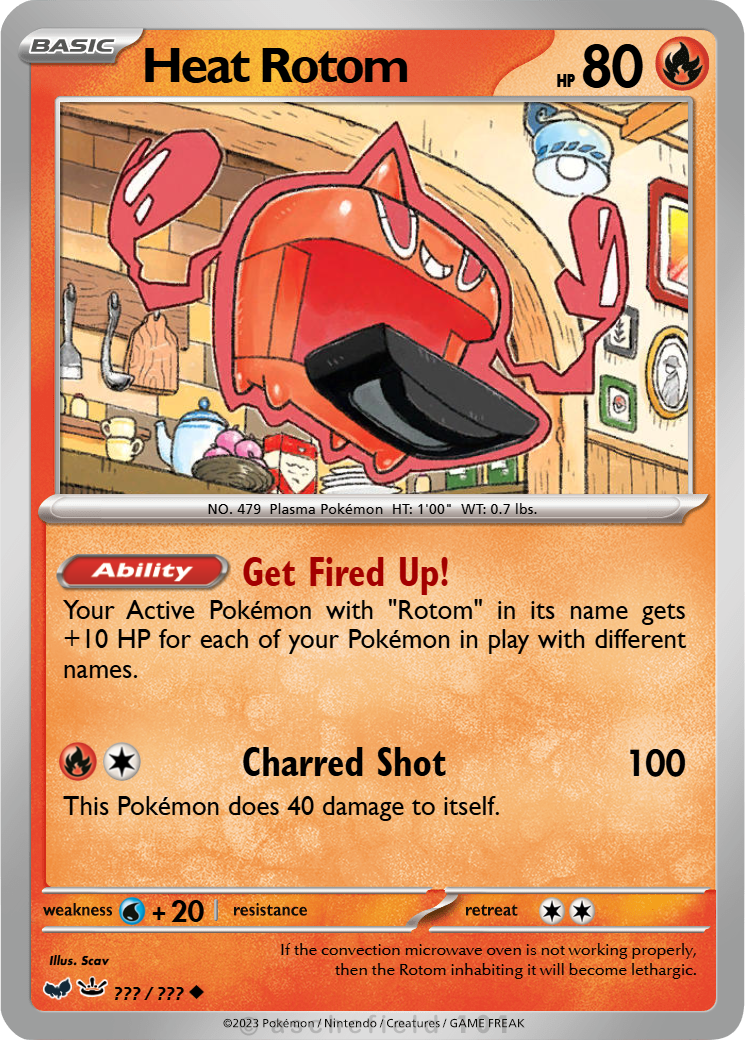 BASIC
Heat Rotom
HP 80
NO. 479 Plasma Pokémon HT: 1'00" WT: 0.7 lbs.
Ability Get Fired Up!
Your Active Pokémon with "Rotom" in its name gets
+10 HP for each of your Pokémon in play with different
names.
Charred Shot 100
This Pokémon does 40 damage to itself.
weakness + 20 resistance retreat
If the convection microwave oven is not working properly,
then the Rotom inhabiting it will become lethargic.
Illus. Scav
??? / ???
©2023 Pokémon / Nintendo / Creatures / GAME FREAK